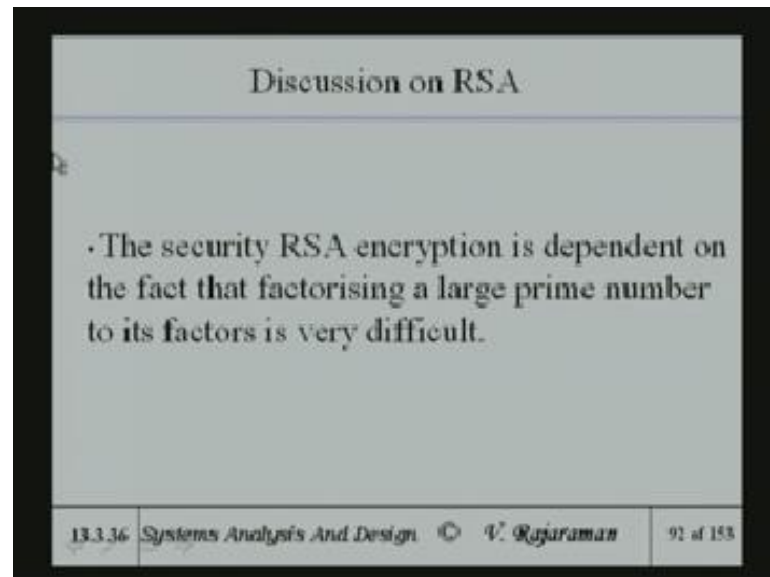 Discussion on RSA
· The security RSA encryption is dependent on
the fact that factorising a large prime number
to its factors is very difficult.
13.3.36 Systems Analysis And Design © V. Rajaraman 92 of 153